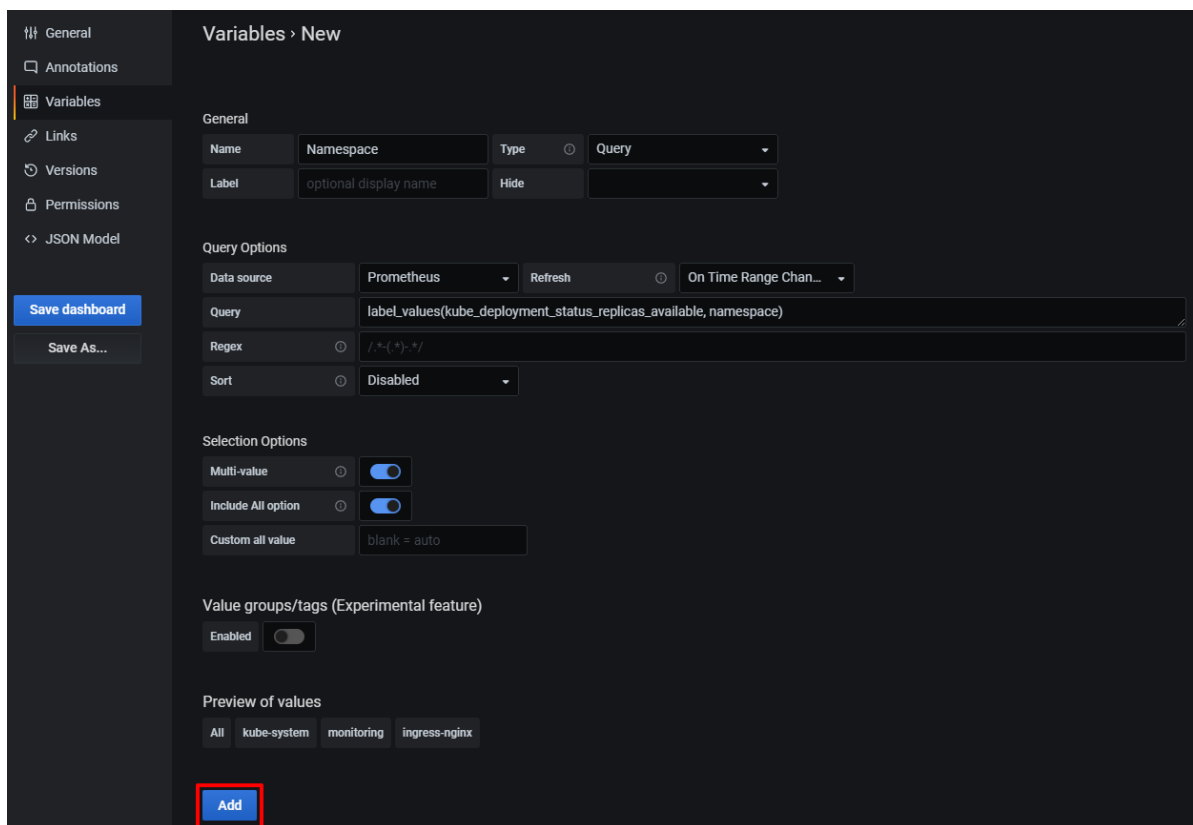 General
Annotations
Variables
Links
Versions
Permissions
JSON Model
Save dashboard
Save As...
Variables › New
General
Name Namespace Type Query
Label optional display name Hide
Query Options
Data source Prometheus Refresh On Time Range Chan...
Query label_values(kube_deployment_status_replicas_available, namespace)
Regex /.*-(.*)-.*/
Sort Disabled
Selection Options
Multi-value
Include All option
Custom all value blank = auto
Value groups/tags (Experimental feature)
Enabled
Preview of values
All kube-system monitoring ingress-nginx
Add